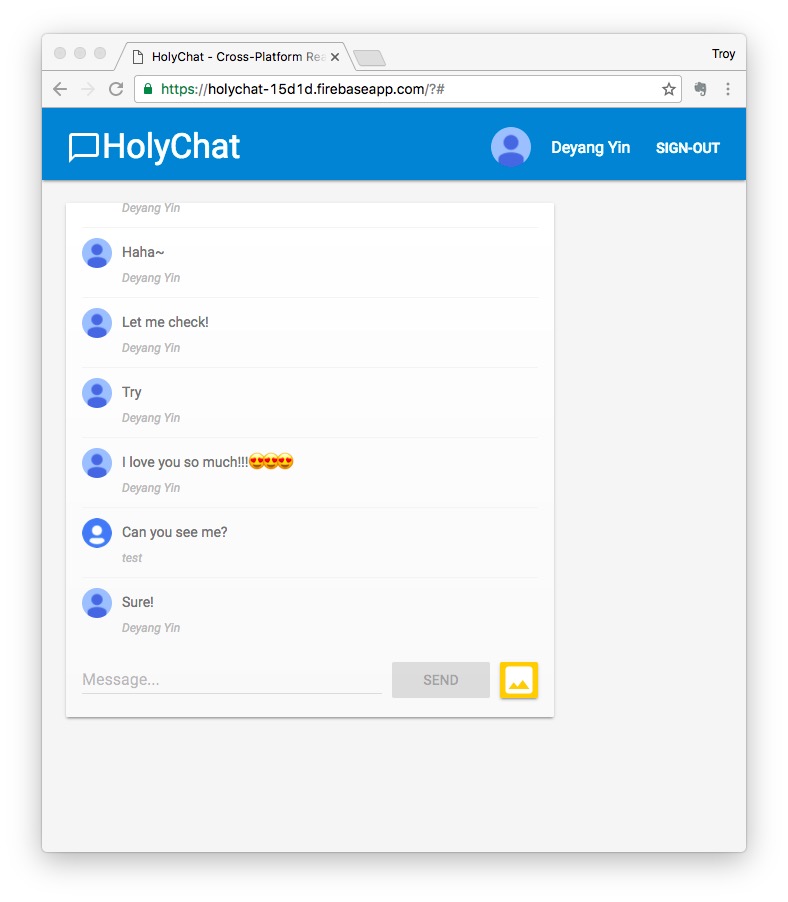 HolyChat - Cross-Platform Rea
Troy
https://holychat-15d1d.firebaseapp.com/?#
HolyChat
Deyang Yin
SIGN-OUT
Deyang Yin
Haha~
Deyang Yin
Let me check!
Deyang Yin
Try
Deyang Yin
I love you so much!!!😍😍😍
Deyang Yin
Can you see me?
test
Sure!
Deyang Yin
Message...
SEND